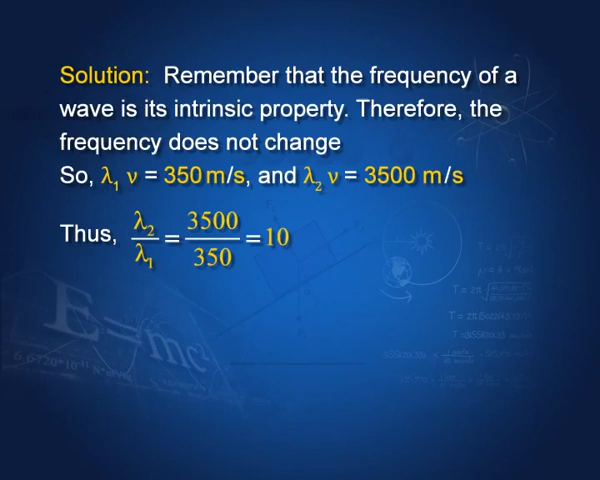 Solution: Remember that the frequency of a
wave is its intrinsic property. Therefore, the
frequency does not change
So, λ₁ ν = 350 m/s, and λ₂ ν = 3500 m/s
Thus, λ₂/λ₁ = 3500/350 = 10
E=mc²